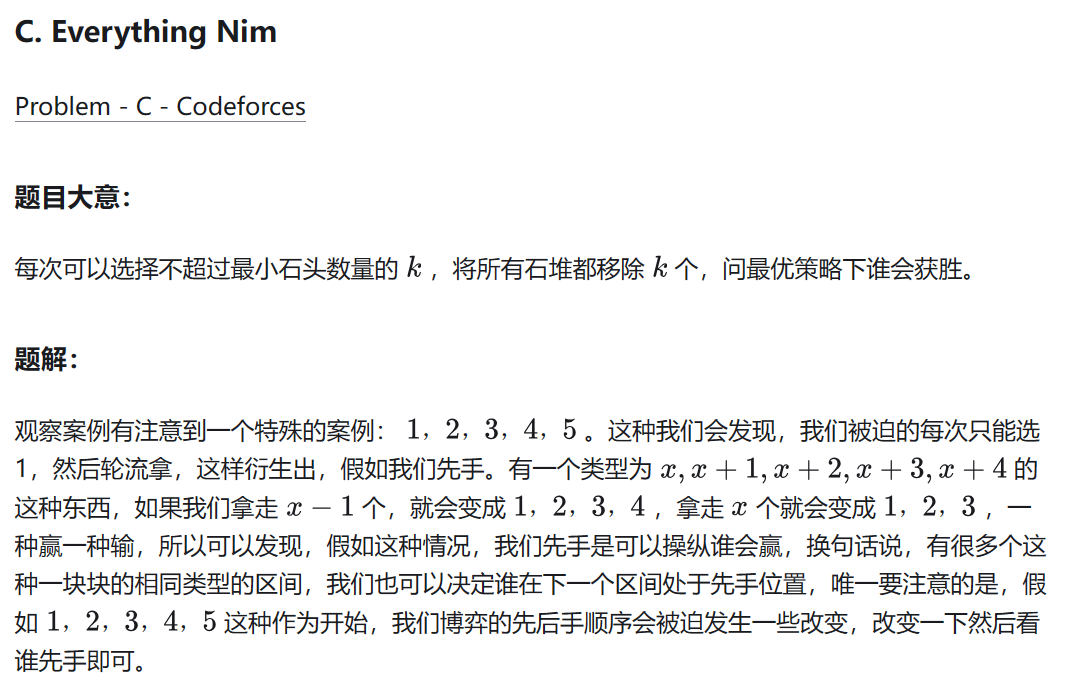 C. Everything Nim
Problem - C - Codeforces
题目大意：
每次可以选择不超过最小石头数量的 k ，将所有石堆都移除 k 个，问最优策略下谁会获胜。
题解：
观察案例有注意到一个特殊的案例： 1，2，3，4，5 。这种我们会发现，我们被迫的每次只能选
1，然后轮流拿，这样衍生出，假如我们先手。有一个类型为 x, x + 1, x + 2, x + 3, x + 4 的
这种东西，如果我们拿走 x − 1 个，就会变成 1，2，3，4 ，拿走 x 个就会变成 1，2，3 ，一
种赢一种输，所以可以发现，假如这种情况，我们先手是可以操纵谁会赢，换句话说，有很多个这
种一块块的相同类型的区间，我们也可以决定谁在下一个区间处于先手位置，唯一要注意的是，假
如 1，2，3，4，5 这种作为开始，我们博弈的先后手顺序会被迫发生一些改变，改变一下然后看
谁先手即可。